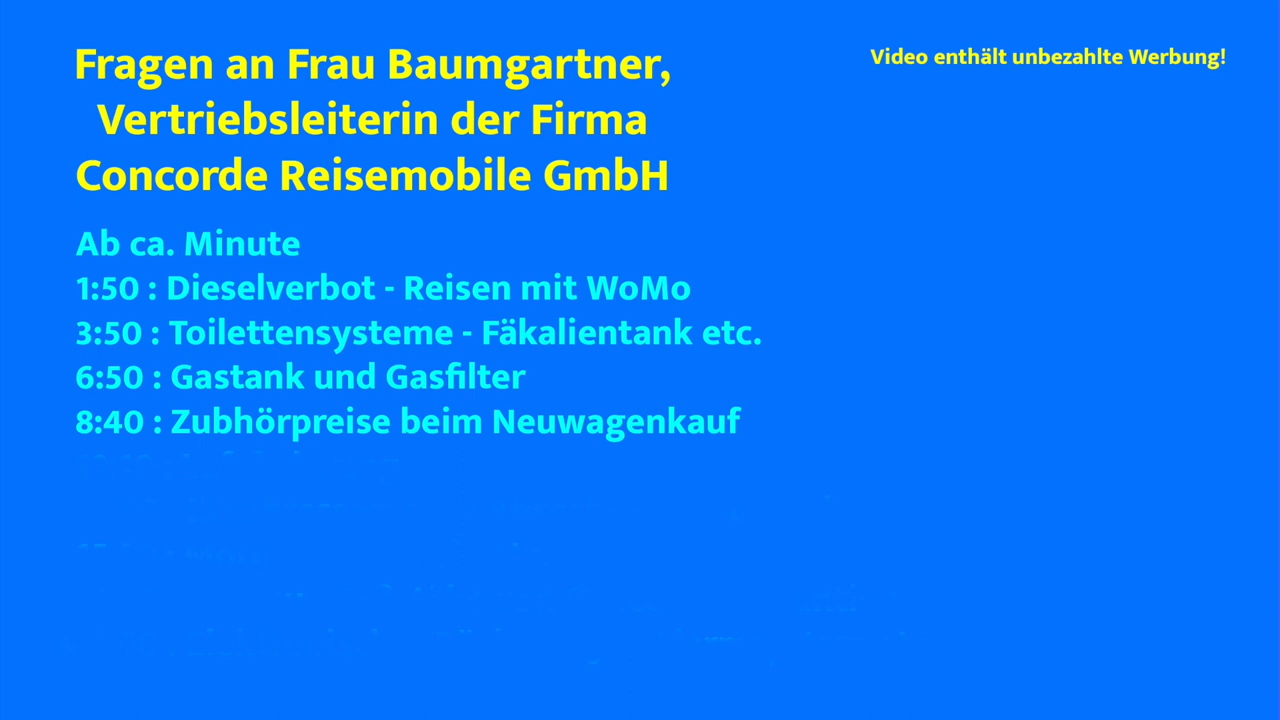 Fragen an Frau Baumgartner,
Vertriebsleiterin der Firma
Concorde Reisemobile GmbH
Video enthält unbezahlte Werbung!
Ab ca. Minute
1:50 : Dieselverbot - Reisen mit WoMo
3:50 : Toilettensysteme - Fäkalientank etc.
6:50 : Gastank und Gasfilter
8:40 : Zubhörpreise beim Neuwagenkauf